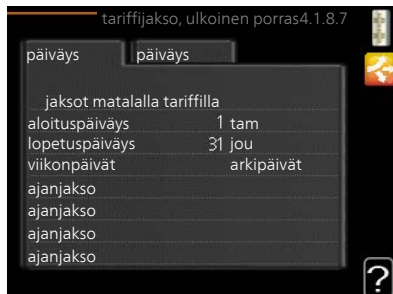 tariffijakso, ulkoinen porras4.1.8.7
päiväys päiväys
jaksot matalalla tariffilla
aloituspäiväys 1 tam
lopetuspäiväys 31 jou
viikonpäivät arkipäivät
ajanjakso
ajanjakso
ajanjakso
ajanjakso
?